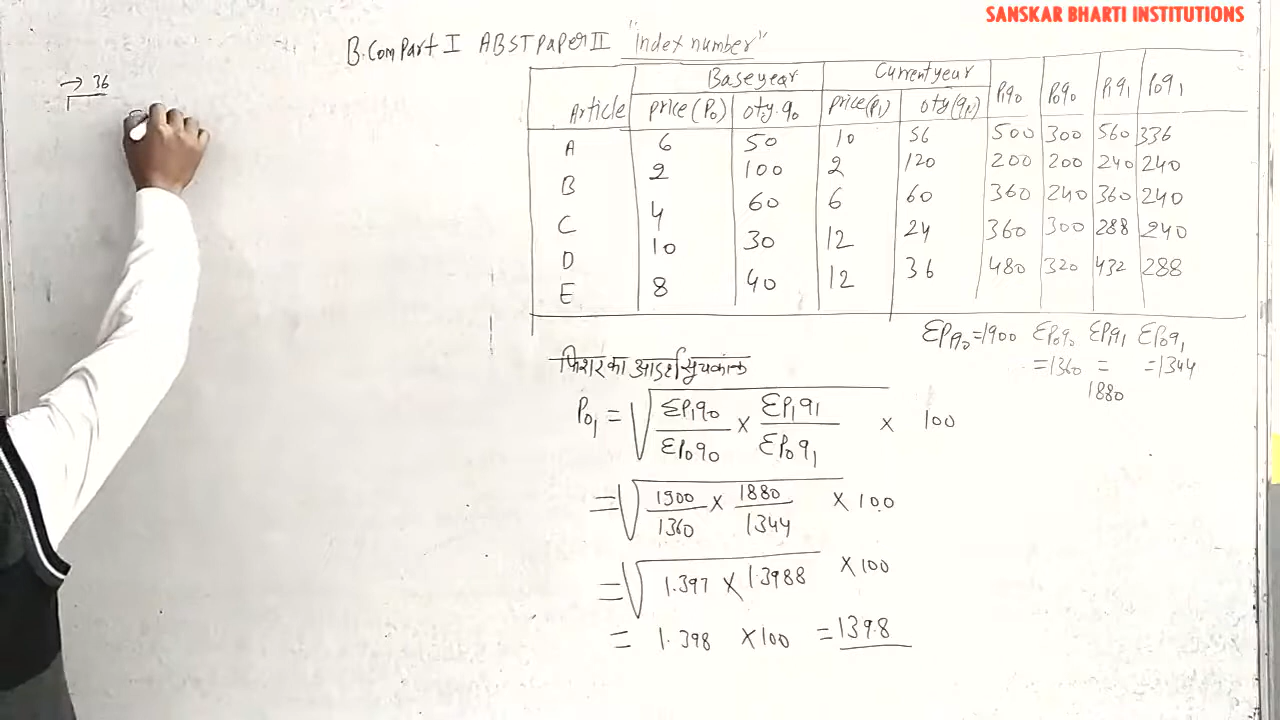 SANSKAR BHARTI INSTITUTIONS
B.Com Part I ABST Paper II "Index number"
→ 36
Article Base year Current year P₁q₀ P₀q₀ P₁q₁ P₀q₁
price (P₀) qty. q₀ price (P₁) qty (q₁)
A 6 50 10 56 500 300 560 336
B 2 100 2 120 200 200 240 240
C 4 60 6 60 360 240 360 240
D 10 30 12 24 360 300 288 240
E 8 40 12 36 480 320 432 288
ΣP₁q₀=1900 ΣP₀q₀=1360 ΣP₁q₁=1880 ΣP₀q₁=1344
फिशर का आदर्श सूचकांक
P₀₁ = √(ΣP₁q₀/ΣP₀q₀ × ΣP₁q₁/ΣP₀q₁) × 100
= √(1900/1360 × 1880/1344) × 100
= √(1.397 × 1.3988) × 100
= 1.398 × 100 = 139.8